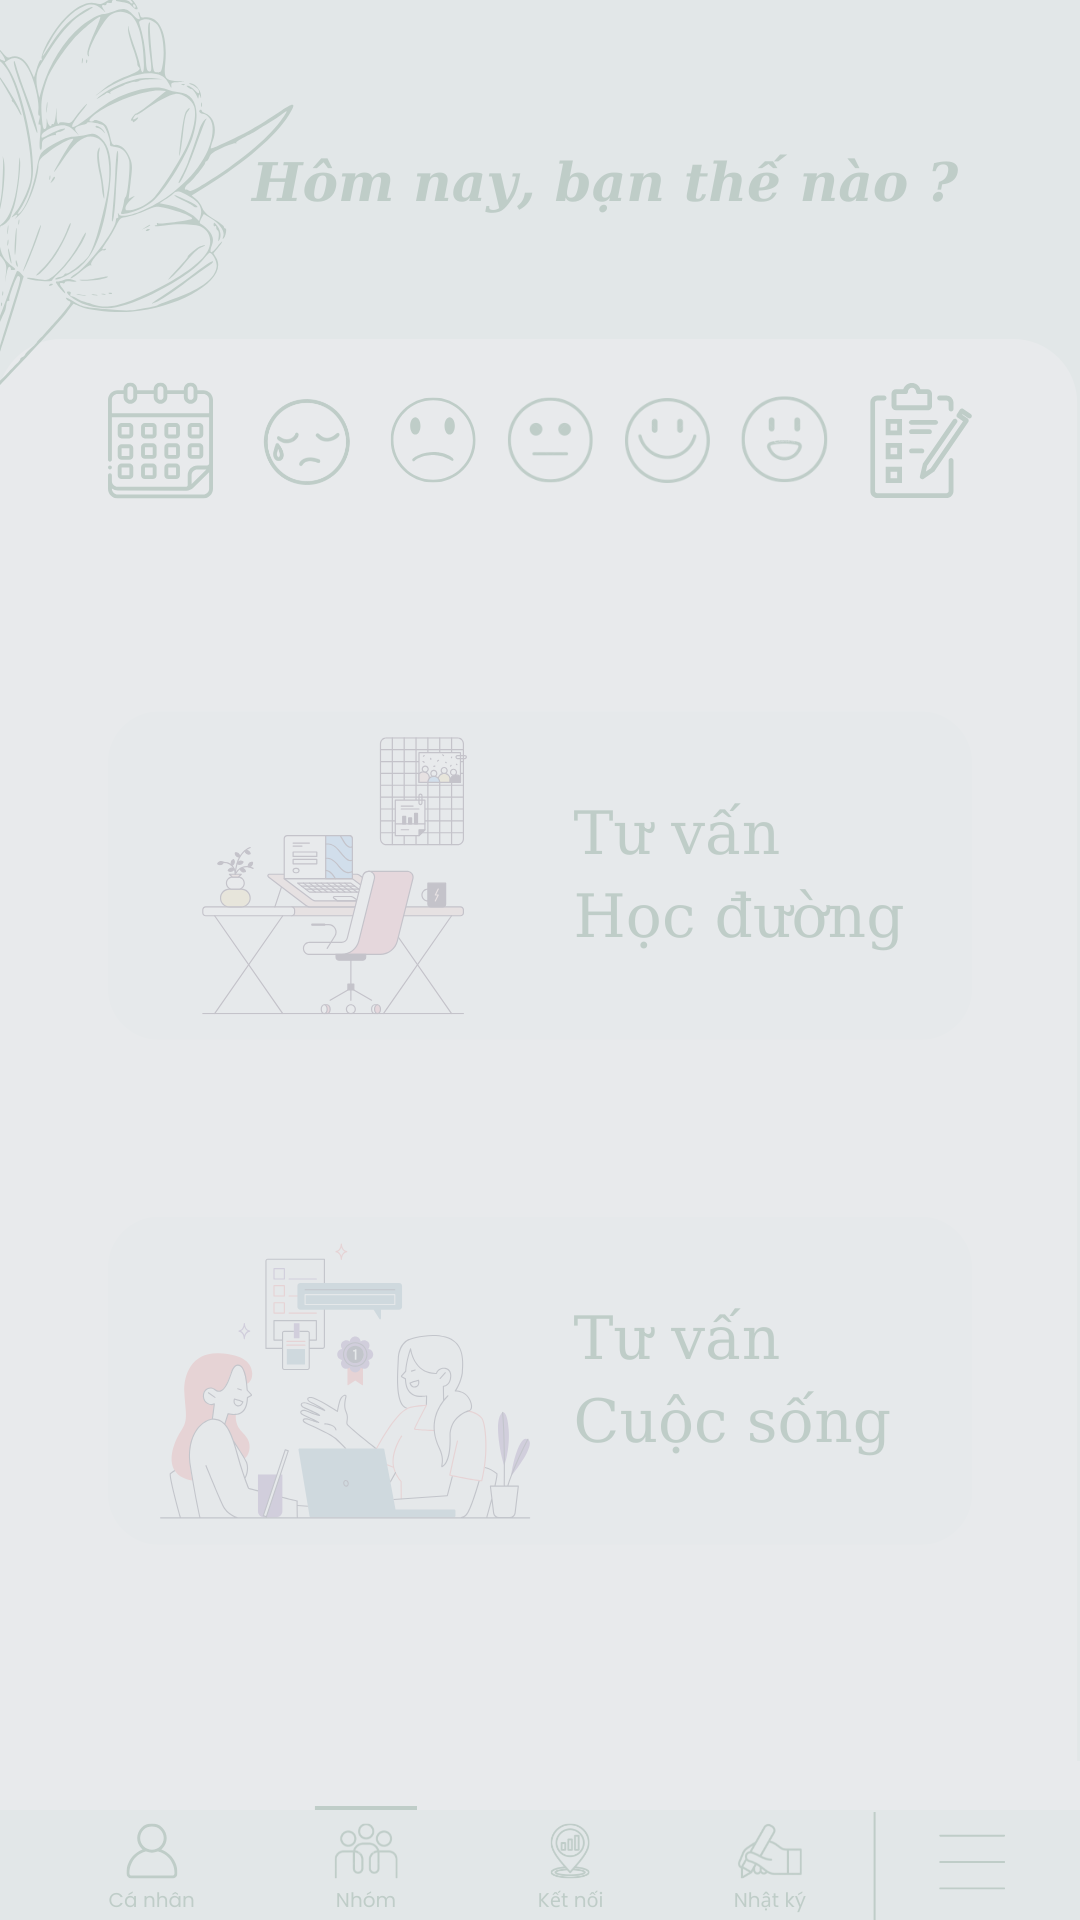 Hôm nay, bạn thế nào ?
Tư vấn
Học đường
1
Tư vấn
Cuộc sống
Cá nhân
Nhóm
Kết nối
Nhật ký